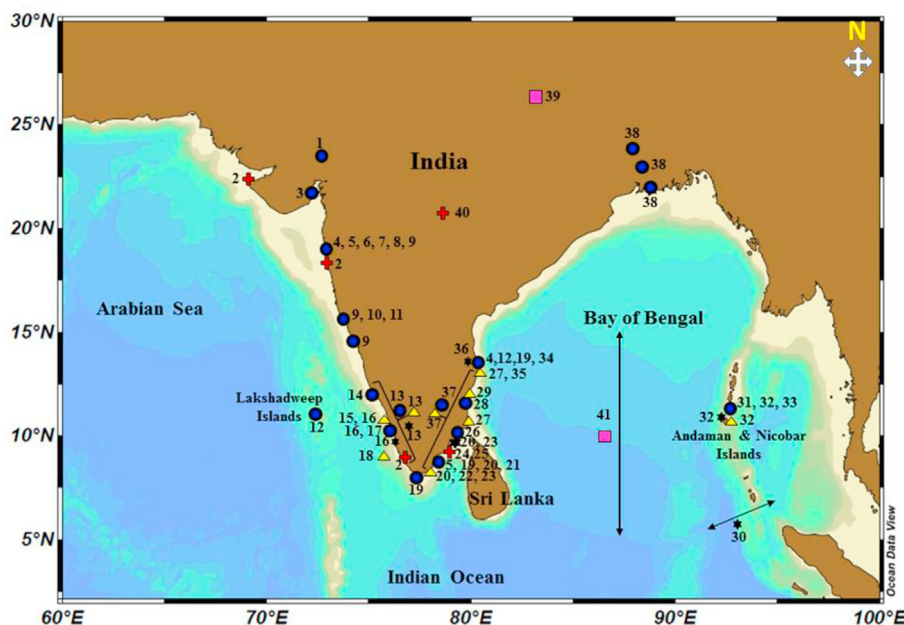 30°N
N
39
25°N
38
1
India
38
2
3
38
40
20°N
4, 5, 6, 7, 8, 9
2
Arabian Sea
Bay of Bengal
9, 10, 11
15°N
9
36
4,12,19, 34
27, 35
Lakshadweep
Islands
12
14
13
13
37
29
28
31, 32, 33
15, 16
37
27
32
32
41
16, 17
13
26
Andaman & Nicobar
Islands
10°N
16
20, 23
24, 25
18
2
5, 19, 20, 21
20, 22, 23
19
Sri Lanka
5°N
30
Indian Ocean
Ocean Data View
60°E
70°E
80°E
90°E
100°E